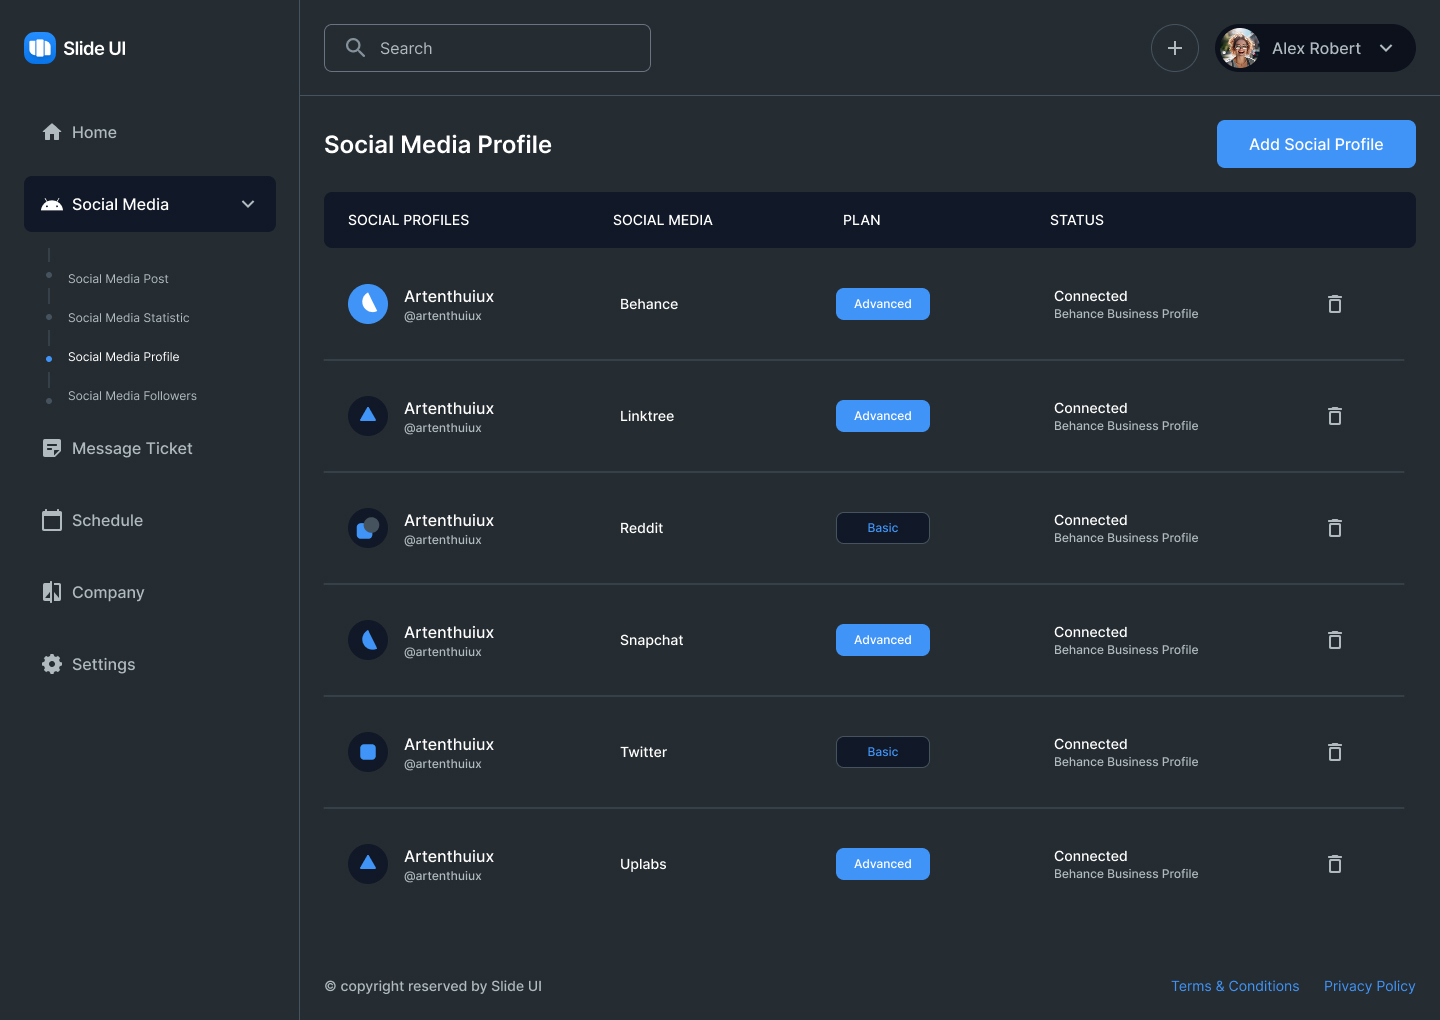 Slide UI
Search
Alex Robert
Home
Social Media
Social Media Post
Social Media Statistic
Social Media Profile
Social Media Followers
Message Ticket
Schedule
Company
Settings
Social Media Profile
Add Social Profile
SOCIAL PROFILES SOCIAL MEDIA PLAN STATUS
Artenthuiux
@artenthuiux
Behance
Advanced
Connected
Behance Business Profile
Artenthuiux
@artenthuiux
Linktree
Advanced
Connected
Behance Business Profile
Artenthuiux
@artenthuiux
Reddit
Basic
Connected
Behance Business Profile
Artenthuiux
@artenthuiux
Snapchat
Advanced
Connected
Behance Business Profile
Artenthuiux
@artenthuiux
Twitter
Basic
Connected
Behance Business Profile
Artenthuiux
@artenthuiux
Uplabs
Advanced
Connected
Behance Business Profile
© copyright reserved by Slide UI
Terms & Conditions
Privacy Policy